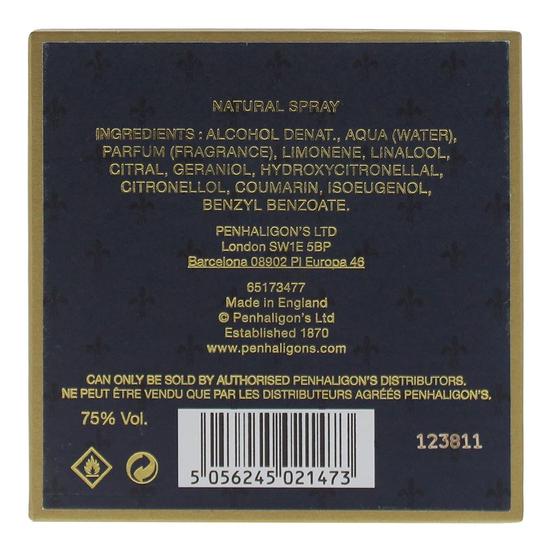 NATURAL SPRAY
INGREDIENTS : ALCOHOL DENAT., AQUA (WATER),
PARFUM (FRAGRANCE), LIMONENE, LINALOOL,
CITRAL, GERANIOL, HYDROXYCITRONELLAL,
CITRONELLOL, COUMARIN, ISOEUGENOL,
BENZYL BENZOATE.
PENHALIGON'S LTD
London SW1E 5BP
Barcelona 08902 Pl Europa 46
65173477
Made in England
© Penhaligon's Ltd
Established 1870
www.penhaligons.com
CAN ONLY BE SOLD BY AUTHORISED PENHALIGON'S DISTRIBUTORS.
NE PEUT ÊTRE VENDU QUE PAR LES DISTRIBUTEURS AGRÉÉS PENHALIGON'S.
75% Vol.
123811
5 056245 021473